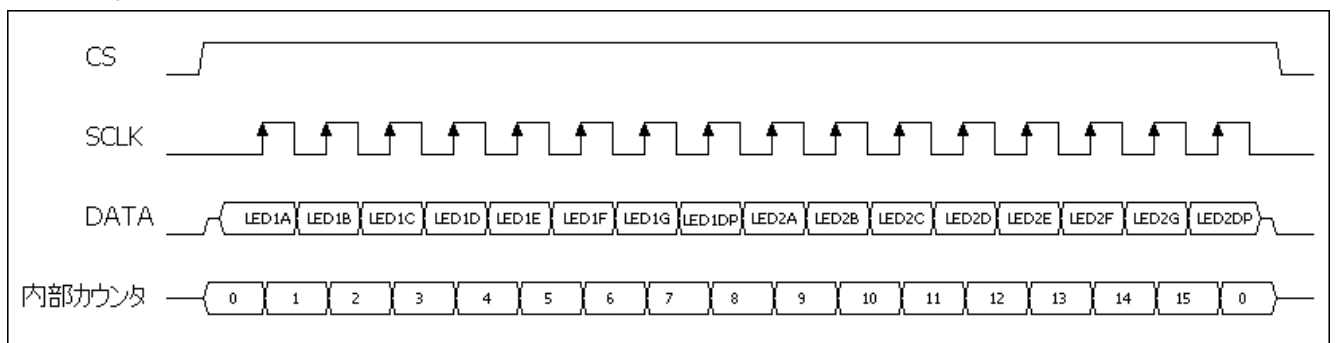 CS
SCLK
DATA LED1A LED1B LED1C LED1D LED1E LED1F LED1G LED1DP LED2A LED2B LED2C LED2D LED2E LED2F LED2G LED2DP
内部カウンタ 0 1 2 3 4 5 6 7 8 9 10 11 12 13 14 15 0